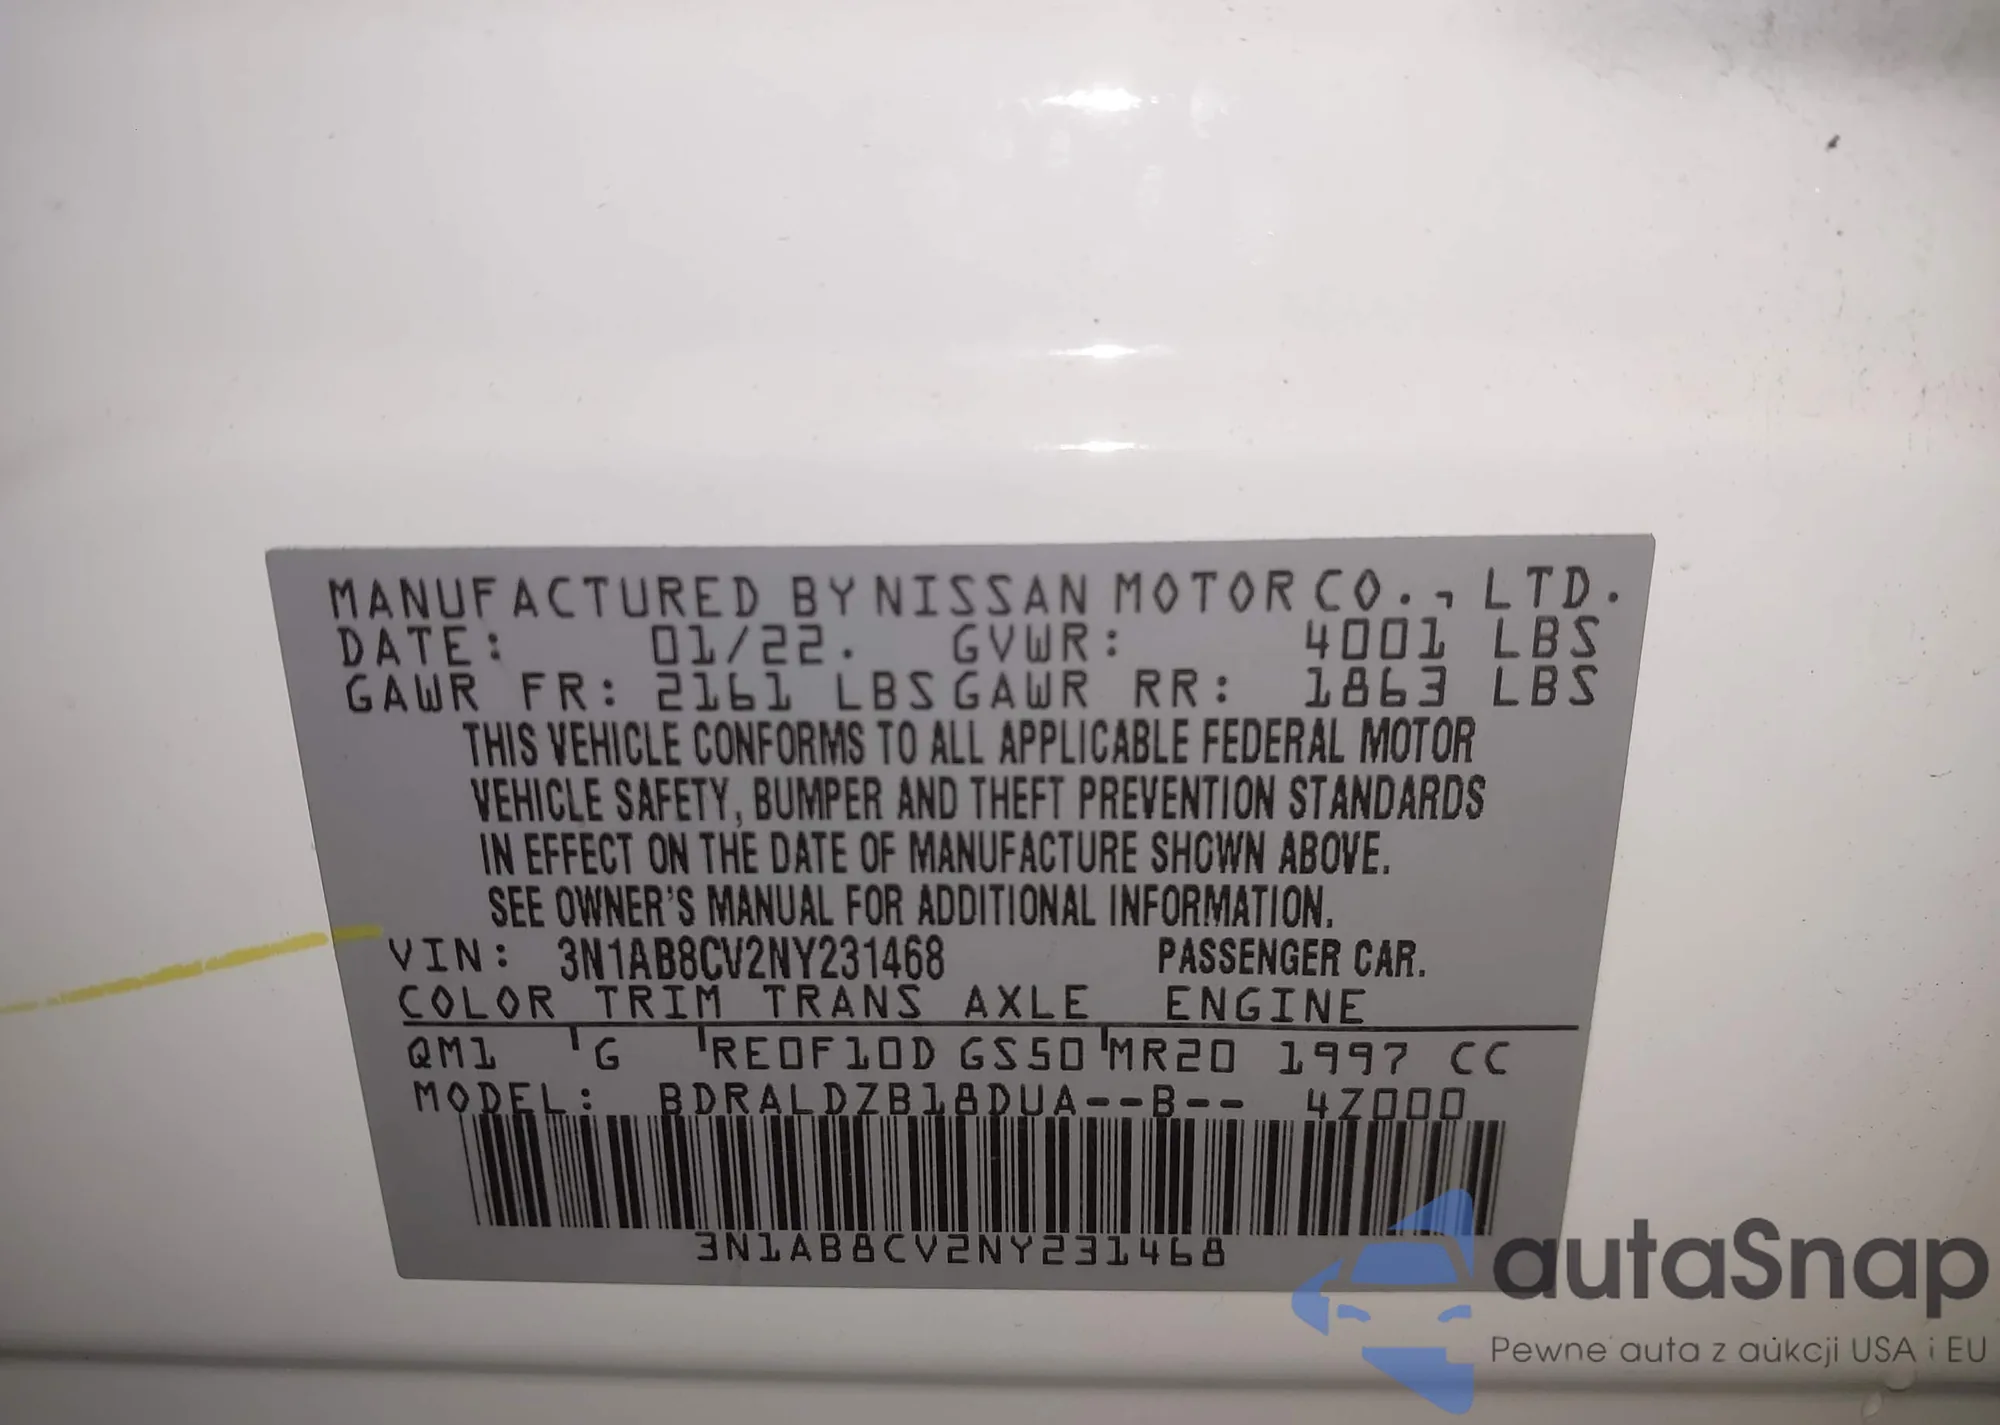 MANUFACTURED BY NISSAN MOTOR CO., LTD.
DATE: 01/22. GVWR: 4001 LBS
GAWR FR: 2161 LBS GAWR RR: 1863 LBS
THIS VEHICLE CONFORMS TO ALL APPLICABLE FEDERAL MOTOR
VEHICLE SAFETY, BUMPER AND THEFT PREVENTION STANDARDS
IN EFFECT ON THE DATE OF MANUFACTURE SHOWN ABOVE.
SEE OWNER'S MANUAL FOR ADDITIONAL INFORMATION.
VIN: 3N1AB8CV2NY231468 PASSENGER CAR.
COLOR TRIM TRANS AXLE ENGINE
QM1 G RE0F10D GS50 MR20 1997 CC
MODEL: BDRALDZB18DUA--B-- 4Z000
3N1AB8CV2NY231468
autaSnap
Pewne auta z aukcji USA i EU